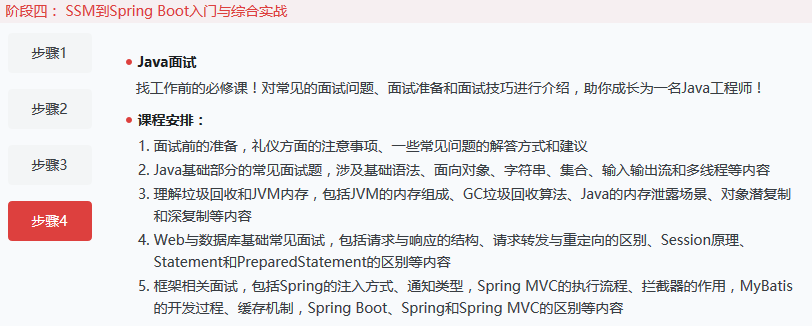 阶段四： SSM到Spring Boot入门与综合实战
步骤1
步骤2
步骤3
步骤4
Java面试
找工作前的必修课！对常见的面试问题、面试准备和面试技巧进行介绍，助你成长为一名Java工程师！
课程安排：
1. 面试前的准备，礼仪方面的注意事项、一些常见问题的解答方式和建议
2. Java基础部分的常见面试题，涉及基础语法、面向对象、字符串、集合、输入输出流和多线程等内容
3. 理解垃圾回收和JVM内存，包括JVM的内存组成、GC垃圾回收算法、Java的内存泄露场景、对象潜复制
和深复制等内容
4. Web与数据库基础常见面试，包括请求与响应的结构、请求转发与重定向的区别、Session原理、
Statement和PreparedStatement的区别等内容
5. 框架相关面试，包括Spring的注入方式、通知类型，Spring MVC的执行流程、拦截器的作用，MyBatis
的开发过程、缓存机制，Spring Boot、Spring和Spring MVC的区别等内容